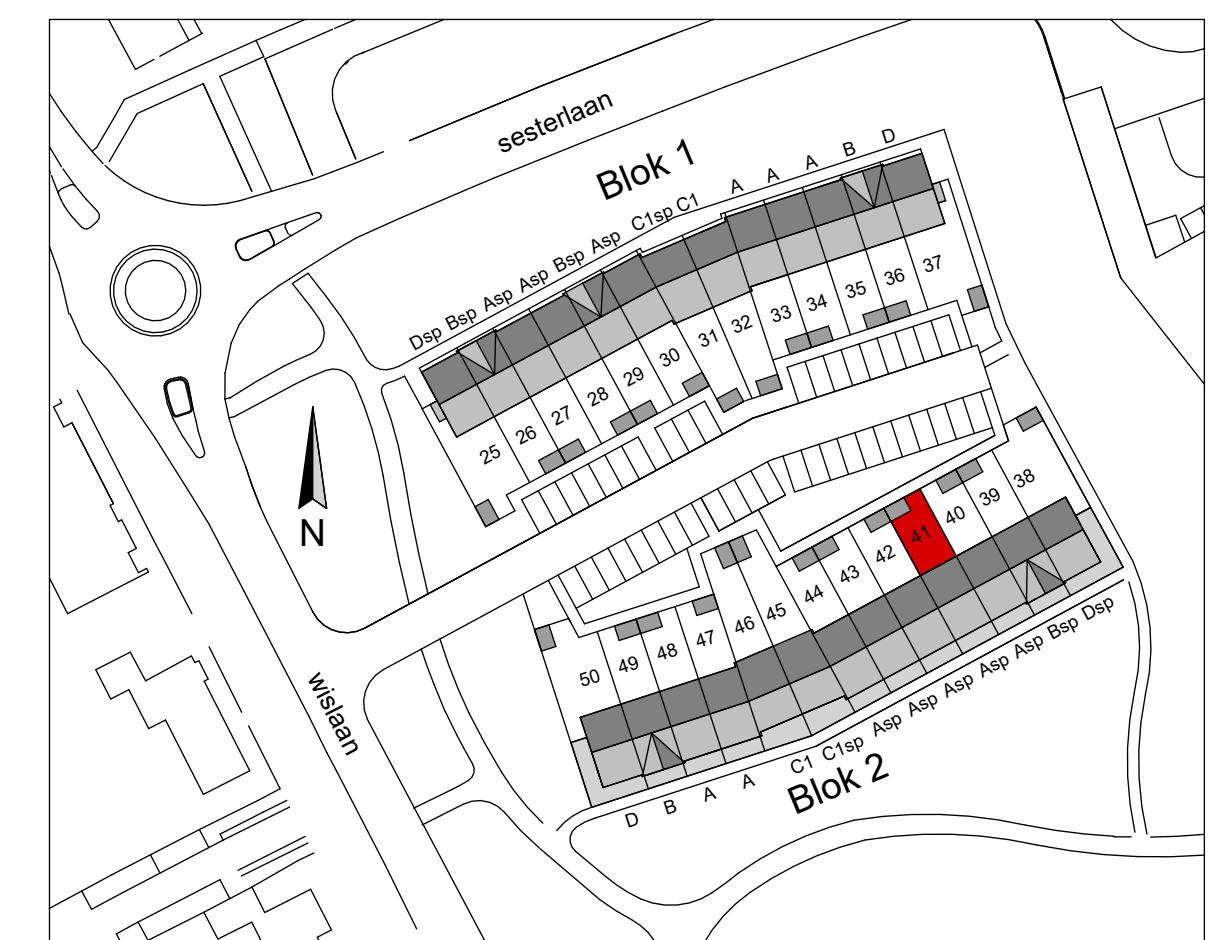 sesterlaan
Blok 1
Dsp Bsp Asp Asp Bsp Asp C1sp C1 A A A B D
25 26 27 28 29 30 31 32 33 34 35 36 37
N
50 49 48 47 46 45 44 43 42 41 40 39 38
wislaan
D B A A C1 C1sp Asp Asp Asp Asp Asp Bsp Dsp
Blok 2